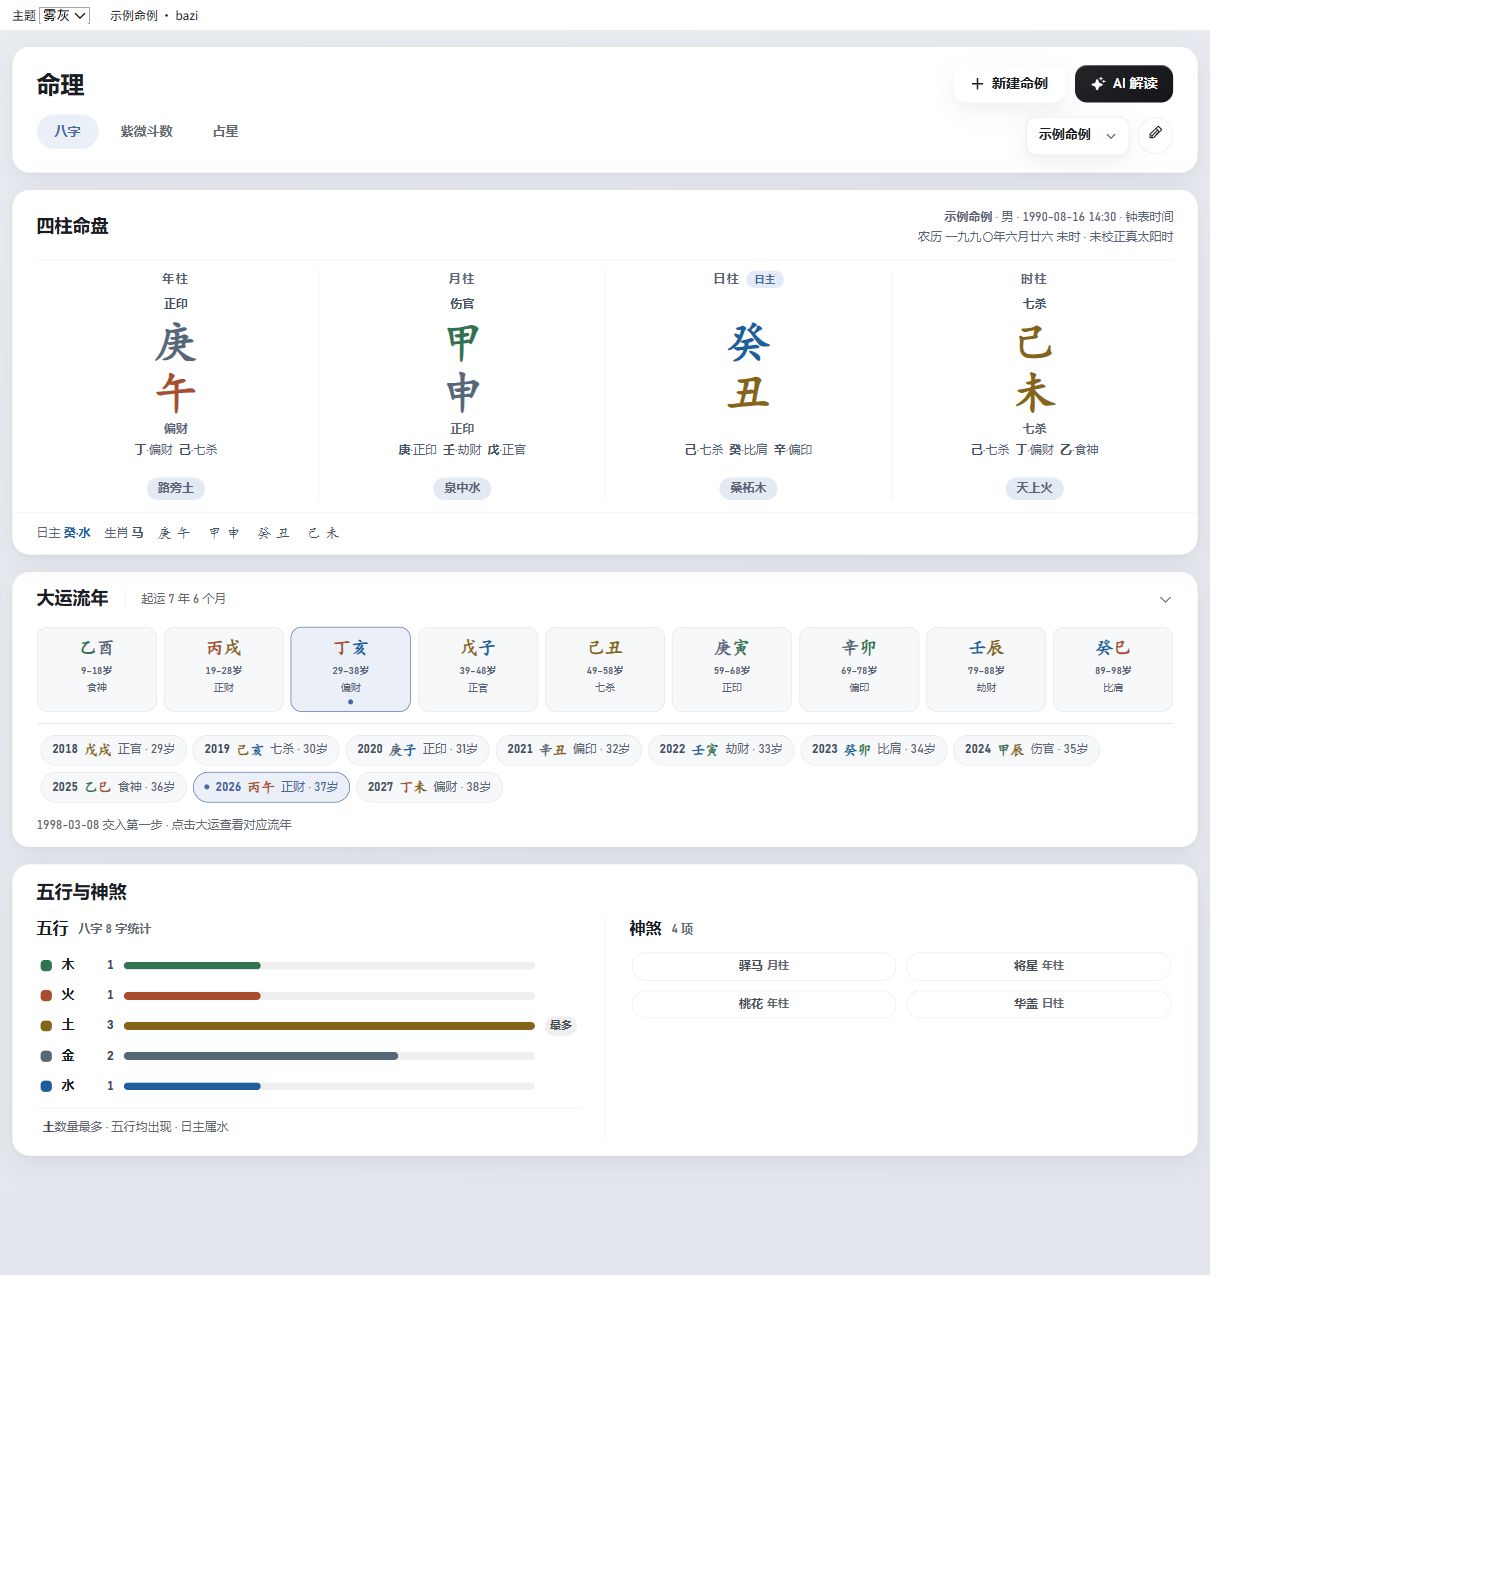 主题 雾灰 示例命例 · bazi
命理
新建命例 AI 解读
八字 紫微斗数 占星 示例命例
四柱命盘 示例命例 · 男 · 1990-08-16 14:30 · 钟表时间
农历 一九九〇年六月廿六 未时 · 未校正真太阳时
年柱 月柱 日柱 日主 时柱
正印 伤官 七杀
庚 甲 癸 己
午 申 丑 未
偏财 正印 七杀
丁·偏财 己·七杀 庚·正印 壬·劫财 戊·正官 己·七杀 癸·比肩 辛·偏印 己·七杀 丁·偏财 乙·食神
路旁土 泉中水 桑柘木 天上火
日主 癸·水 生肖 马 庚午 甲申 癸丑 己未
大运流年 起运 7 年 6 个月
乙酉 丙戌 丁亥 戊子 己丑 庚寅 辛卯 壬辰 癸巳
9-18岁 19-28岁 29-38岁 39-48岁 49-58岁 59-68岁 69-78岁 79-88岁 89-98岁
食神 正财 偏财 正官 七杀 正印 偏印 劫财 比肩
2018 戊戌 正官 · 29岁 2019 己亥 七杀 · 30岁 2020 庚子 正印 · 31岁 2021 辛丑 偏印 · 32岁 2022 壬寅 劫财 · 33岁 2023 癸卯 比肩 · 34岁 2024 甲辰 伤官 · 35岁
2025 乙巳 食神 · 36岁 2026 丙午 正财 · 37岁 2027 丁未 偏财 · 38岁
1998-03-08 交入第一步 · 点击大运查看对应流年
五行与神煞
五行 八字 8 字统计 神煞 4 项
木 1 驿马 月柱 将星 年柱
火 1 桃花 年柱 华盖 日柱
土 3 最多
金 2
水 1
土数量最多 · 五行均出现 · 日主属水